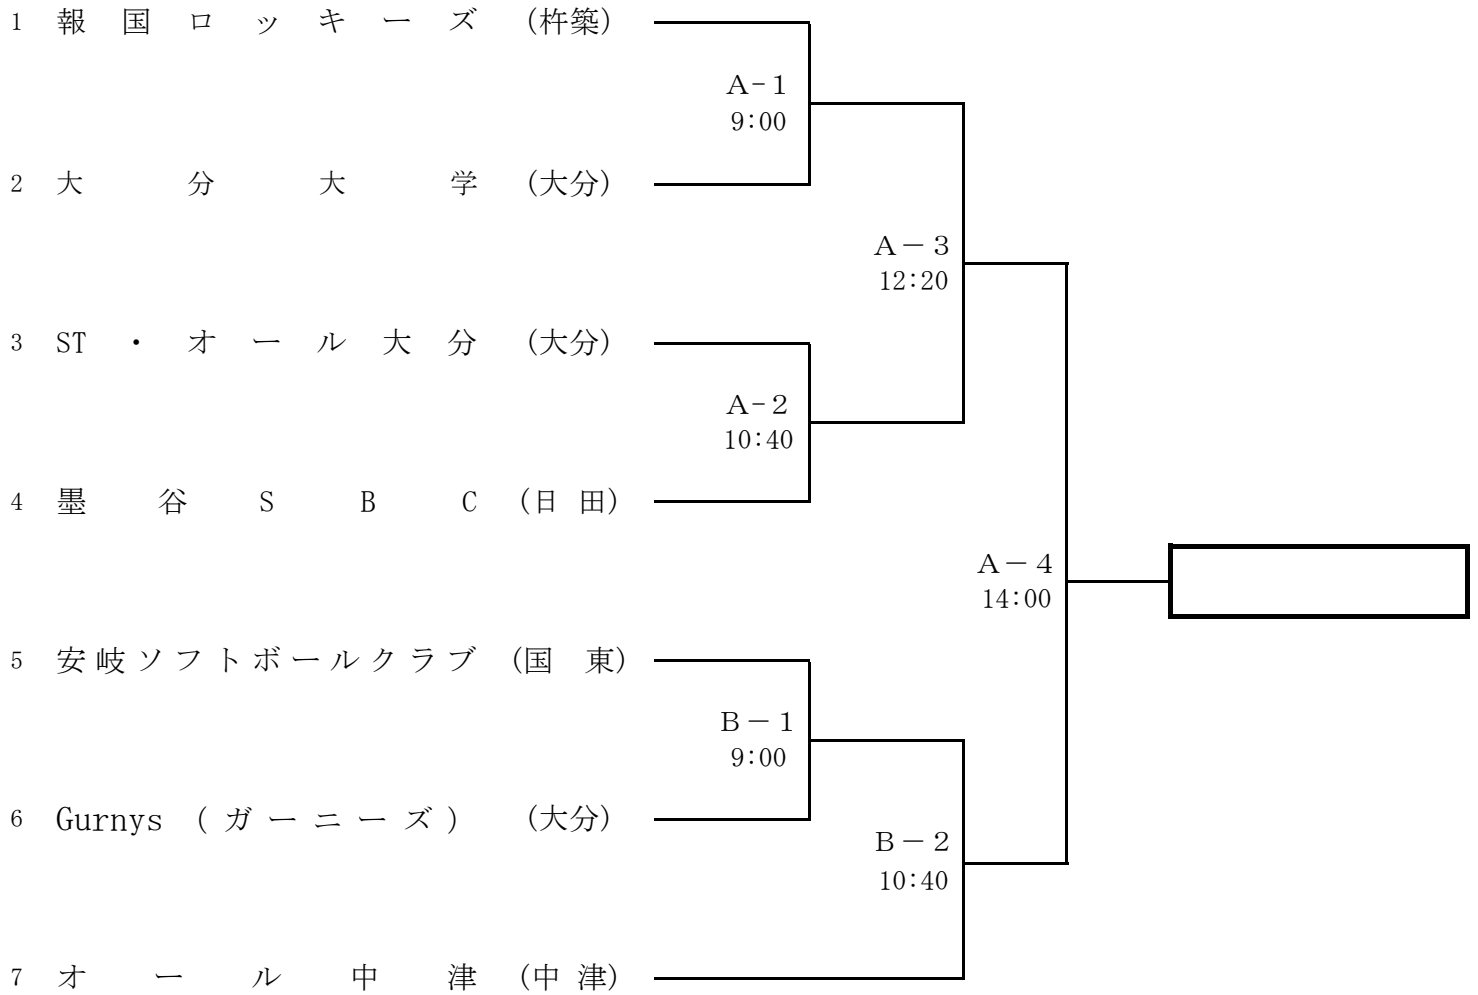 1 報国ロッキーズ (杵築)
A-1
9:00
2 大分大学 (大分)
A－3
12:20
3 ST・オール大分 (大分)
A-2
10:40
4 墨谷SBC (日田)
A－4
14:00
5 安岐ソフトボールクラブ (国東)
B－1
9:00
6 Gurnys (ガーニーズ) (大分)
B－2
10:40
7 オール中津 (中津)